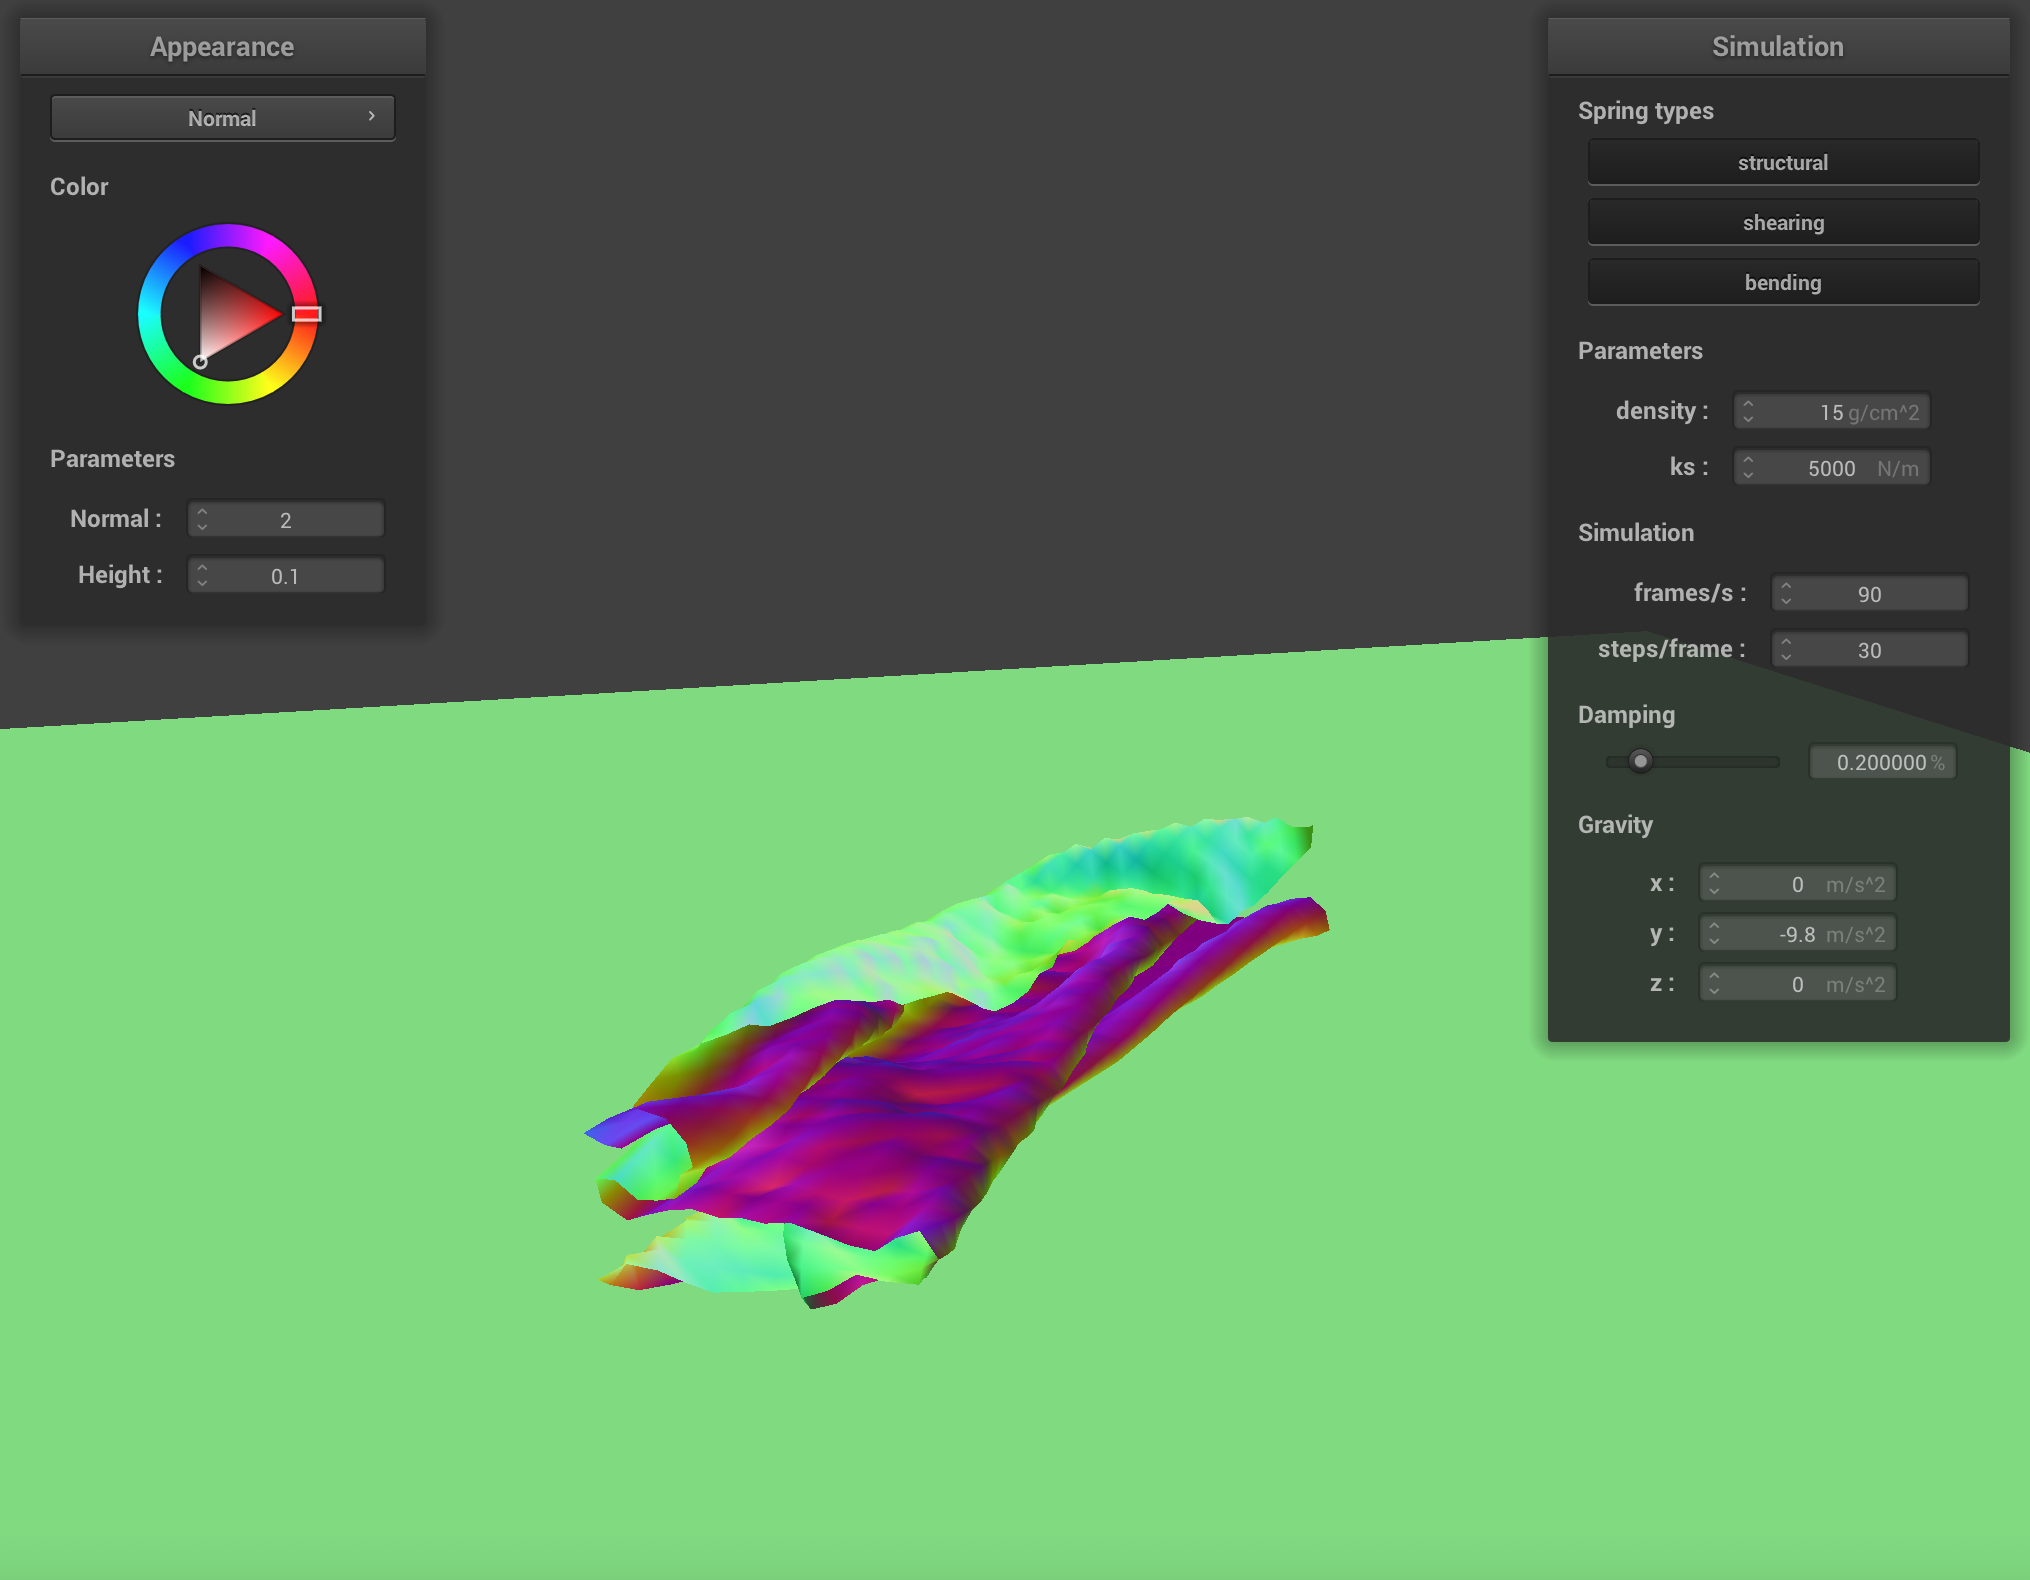 Appearance
Normal
Color
Parameters
Normal : 2
Height : 0.1
Simulation
Spring types
structural
shearing
bending
Parameters
density : 15 g/cm^2
ks : 5000 N/m
Simulation
frames/s : 90
steps/frame : 30
Damping
0.200000 %
Gravity
x : 0 m/s^2
y : -9.8 m/s^2
z : 0 m/s^2